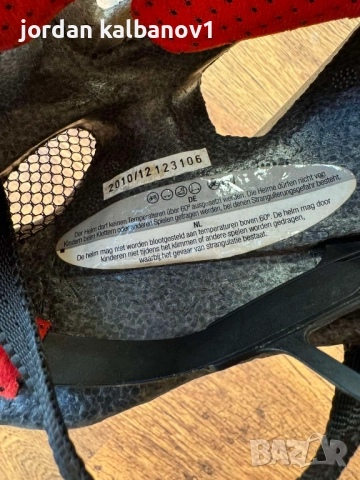 jordan kalbanov1
2010/12 123106
DE
Der Helm darf keinen Temperaturen über 60° ausgesetzt werden. Die Helme dürfen nicht von
Kindern beim Klettern oder anderen Spielen getragen werden, bei denen Strangulierungsgefahr besteht.
NL
De helm mag niet worden blootgesteld aan temperaturen boven 60°. De helm mag door
kinderen niet tijdens het klimmen of andere spelen worden gedragen,
waarbij het gevaar van strangulatie bestaat.
BAZAR